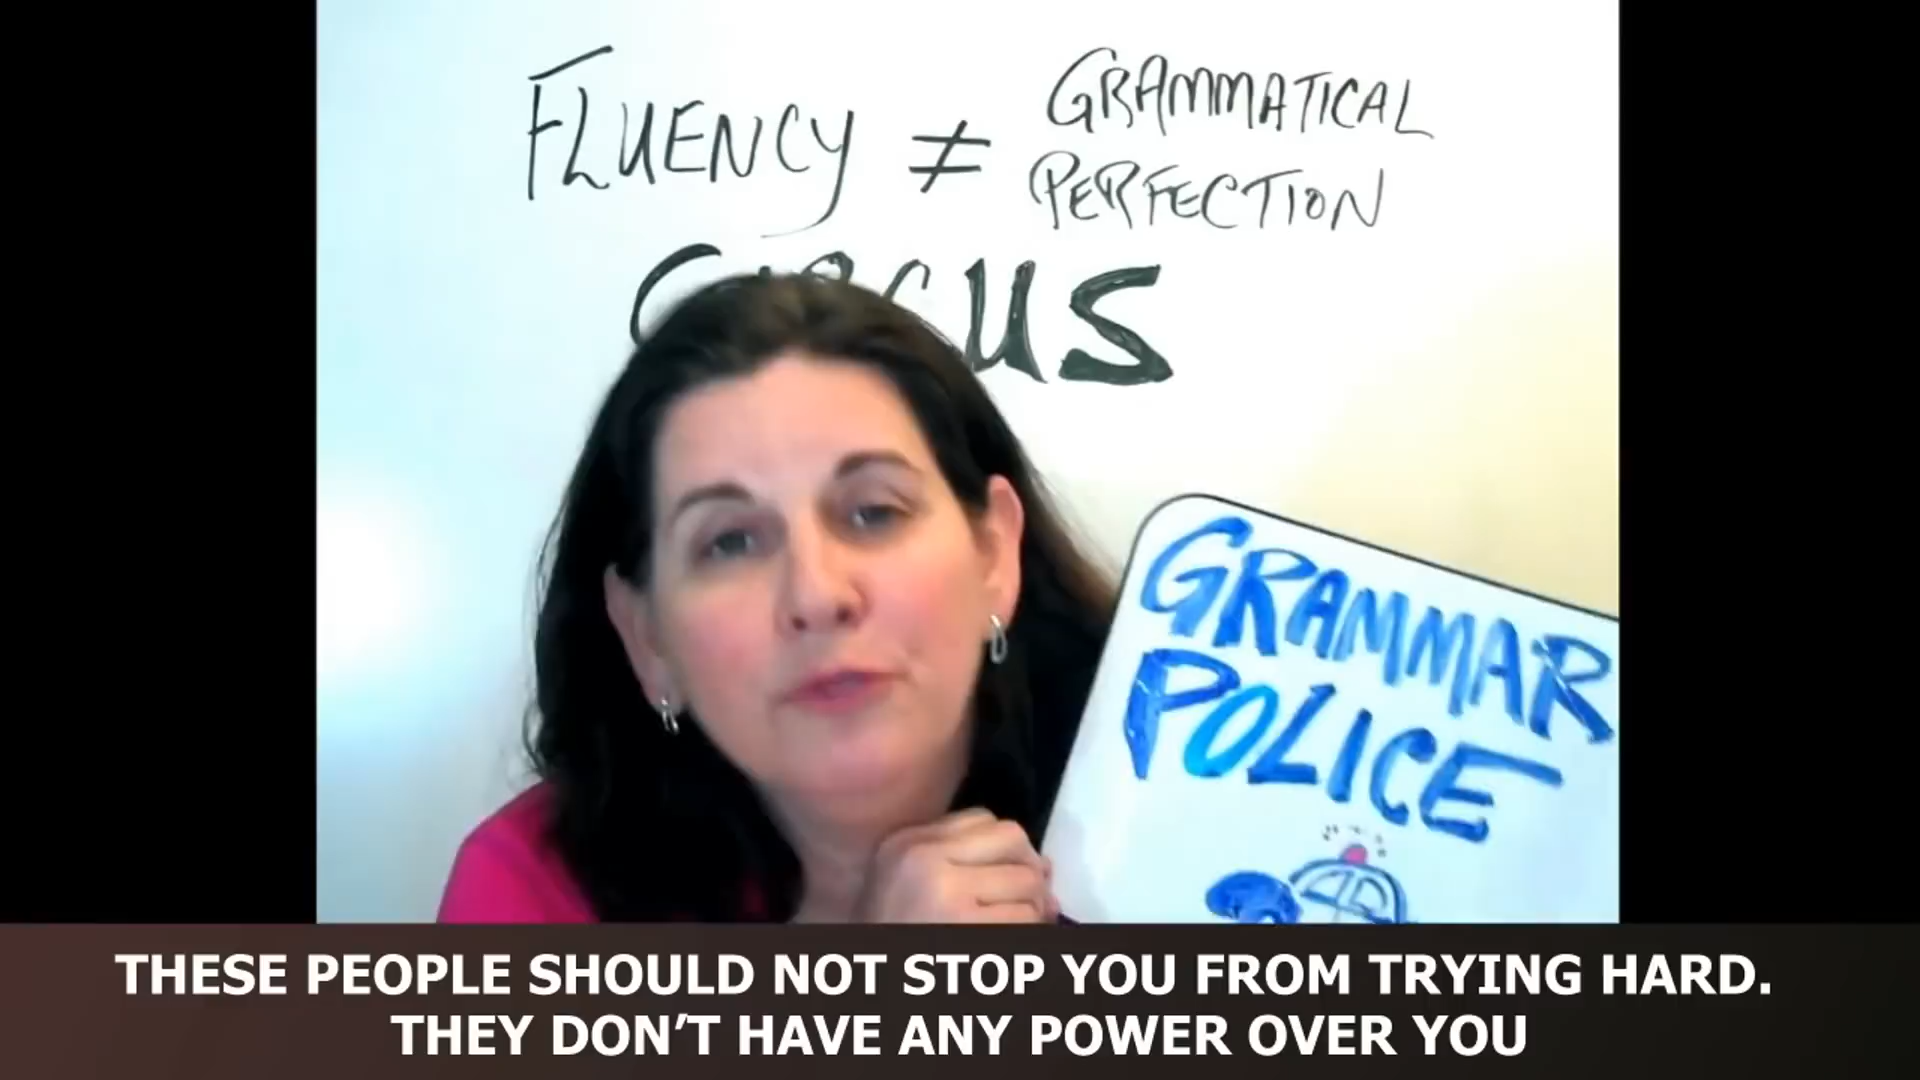 FLUENCY ≠ GRAMMATICAL
PERFECTION
CIRCUS
GRAMMAR
POLICE
THESE PEOPLE SHOULD NOT STOP YOU FROM TRYING HARD.
THEY DON'T HAVE ANY POWER OVER YOU